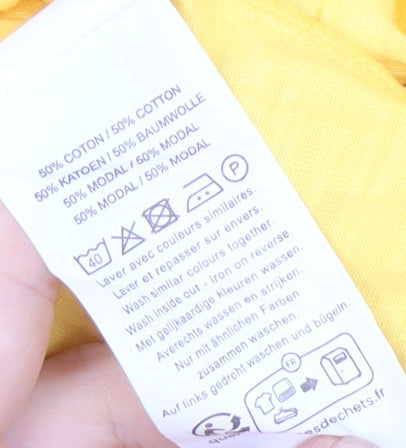 50% COTON / 50% COTTON
50% KATOEN / 50% BAUMWOLLE
50% MODAL / 50% MODAL
50% MODAL / 50% MODAL
40 P
Laver avec couleurs similaires.
Laver et repasser sur envers.
Wash similar colours together.
Wash inside out - Iron on reverse.
Met gelijkaardige kleuren wassen.
Averechts wassen en strijken.
Nur mit ähnlichen Farben
zusammen waschen.
Auf links gedreht waschen und bügeln.
FR
sdechets.fr